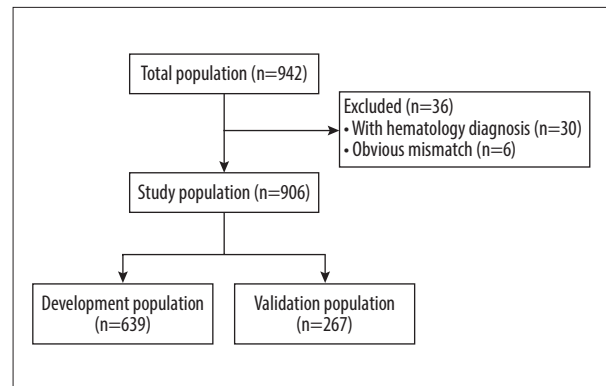 Total population (n=942)
Excluded (n=36)
• With hematology diagnosis (n=30)
• Obvious mismatch (n=6)
Study population (n=906)
Development population
(n=639)
Validation population
(n=267)